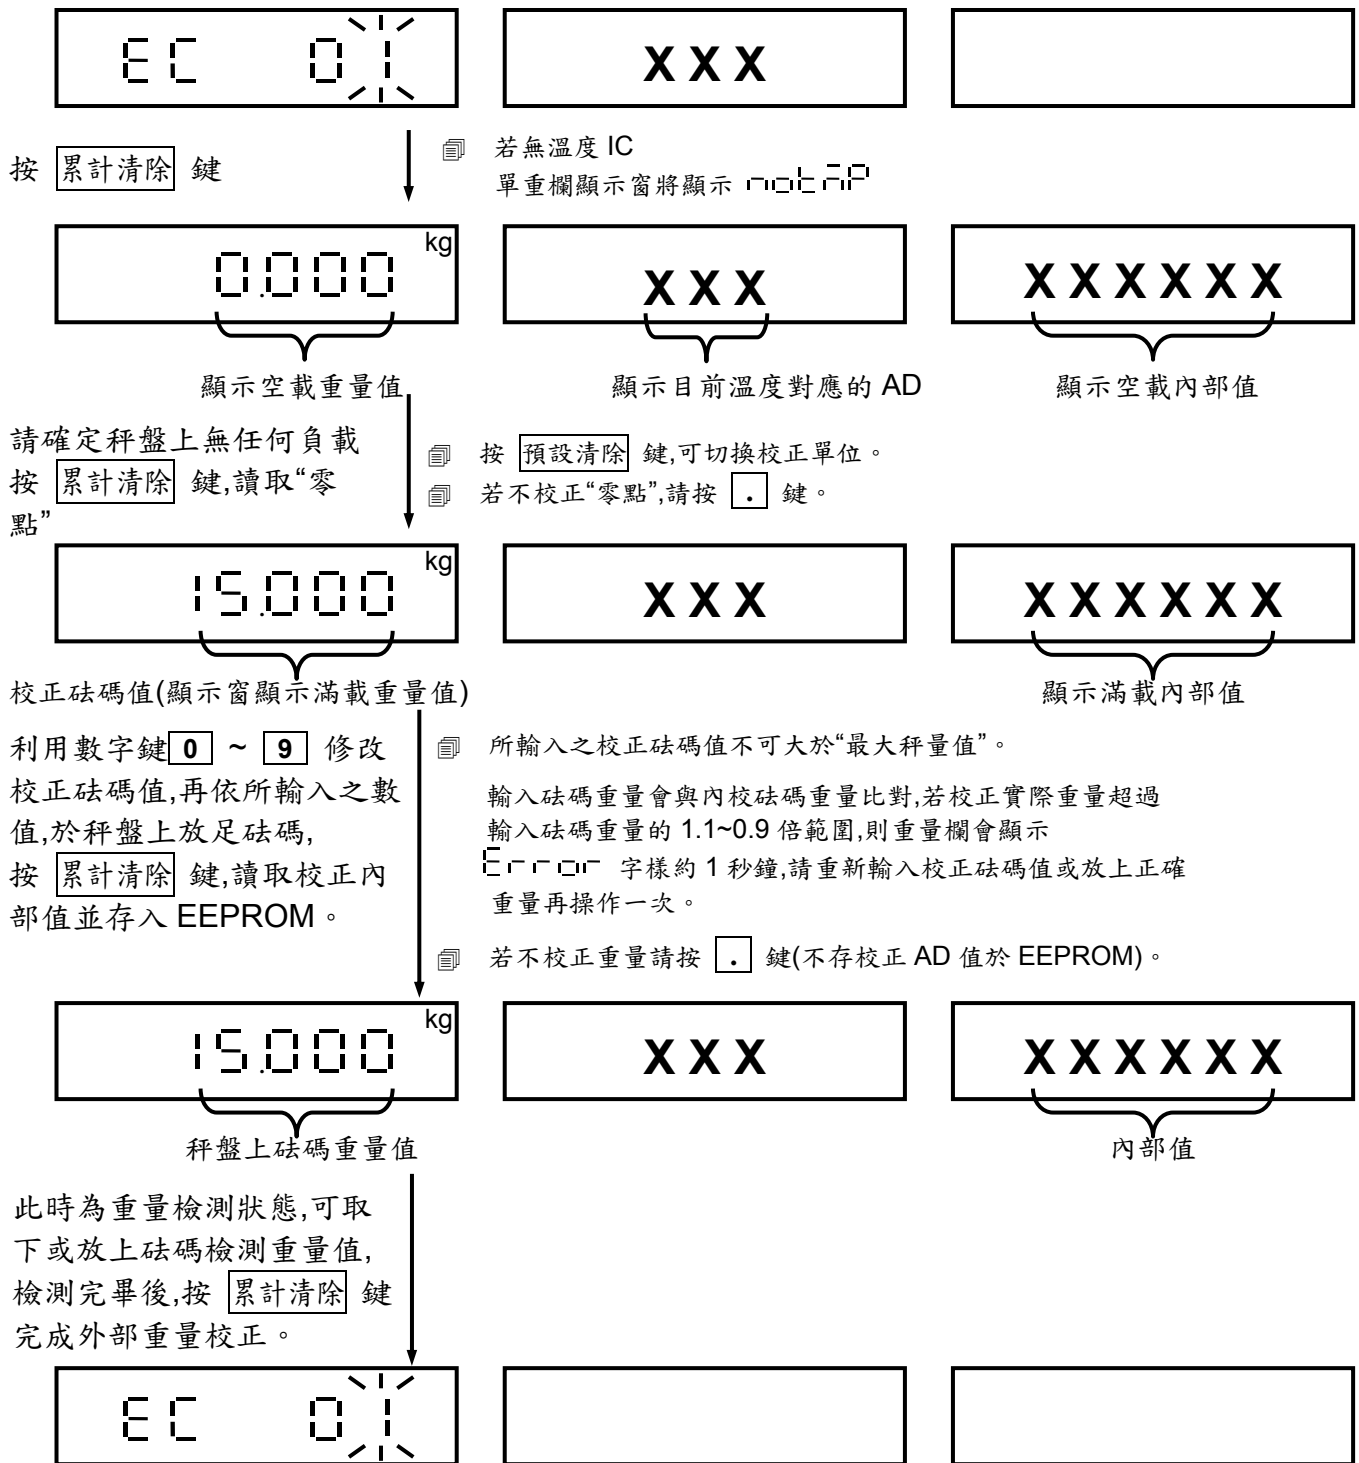 EC 01
XXX
按 累計清除 鍵
若無溫度 IC
單重欄顯示窗將顯示 notmP
0.000 kg
XXX
XXXXXX
顯示空載重量值
顯示目前溫度對應的 AD
顯示空載內部值
請確定秤盤上無任何負載
按 累計清除 鍵,讀取“零
點”
按 預設清除 鍵,可切換校正單位。
若不校正“零點”,請按 . 鍵。
15.000 kg
XXX
XXXXXX
校正砝碼值(顯示窗顯示滿載重量值)
顯示滿載內部值
利用數字鍵 0 ~ 9 修改
校正砝碼值,再依所輸入之數
值,於秤盤上放足砝碼,
按 累計清除 鍵,讀取校正內
部值並存入 EEPROM。
所輸入之校正砝碼值不可大於“最大秤量值”。
輸入砝碼重量會與內校砝碼重量比對,若校正實際重量超過
輸入砝碼重量的 1.1~0.9 倍範圍,則重量欄會顯示
Error 字樣約 1 秒鐘,請重新輸入校正砝碼值或放上正確
重量再操作一次。
若不校正重量請按 . 鍵(不存校正 AD 值於 EEPROM)。
15.000 kg
XXX
XXXXXX
秤盤上砝碼重量值
內部值
此時為重量檢測狀態,可取
下或放上砝碼檢測重量值,
檢測完畢後,按 累計清除 鍵
完成外部重量校正。
EC 01